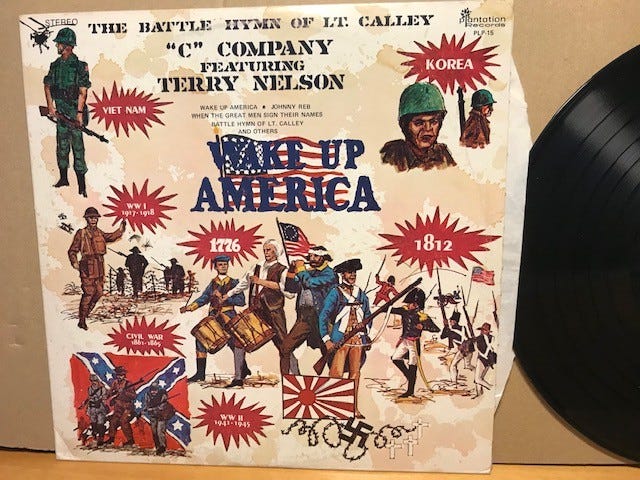 STEREO
THE BATTLE HYMN OF LT. CALLEY
plantation
Records
PLP-15
"C" COMPANY
FEATURING
TERRY NELSON
WAKE UP AMERICA • JOHNNY REB
WHEN THE GREAT MEN SIGN THEIR NAMES
BATTLE HYMN OF LT. CALLEY
AND OTHERS
VIET NAM
KOREA
WAKE UP
AMERICA
WW I
1917-1918
1776
1812
CIVIL WAR
1861-1865
WW II
1941-1945